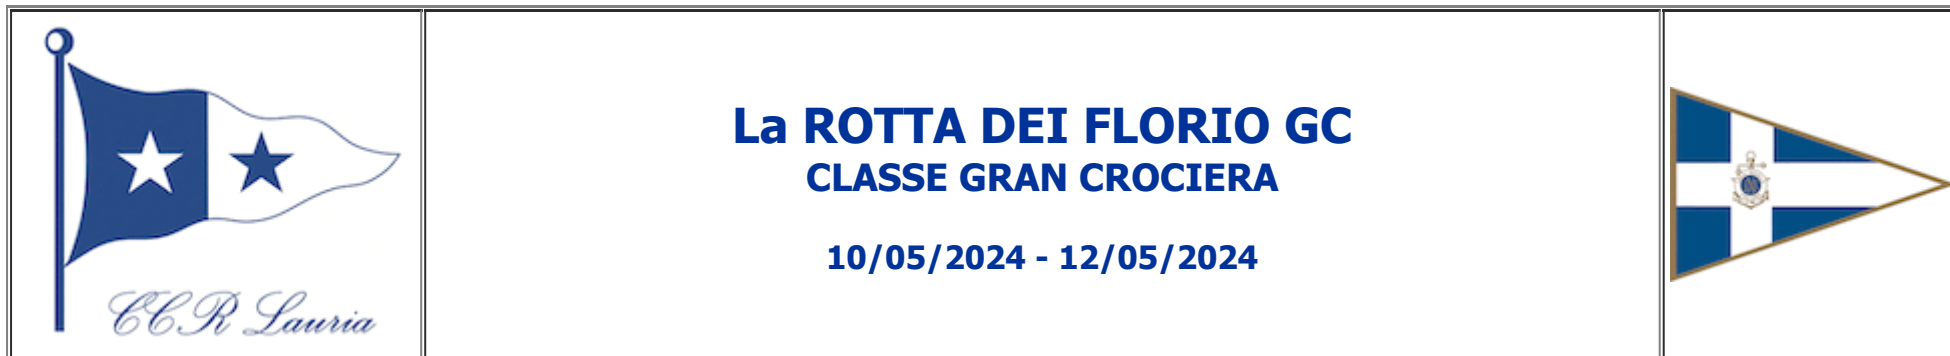 CCR Lauria
La ROTTA DEI FLORIO GC
CLASSE GRAN CROCIERA
10/05/2024 - 12/05/2024